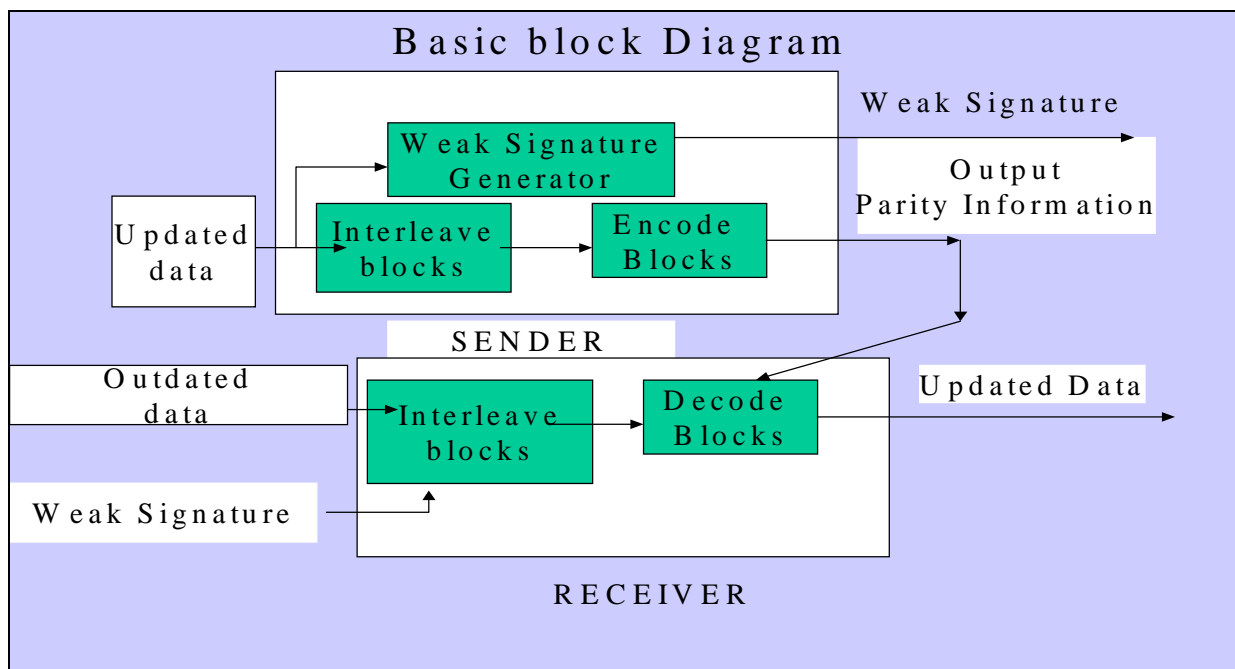 Basic block Diagram
Weak Signature
Weak Signature
Generator
Output
Parity Information
Updated
data
Interleave
blocks
Encode
Blocks
SENDER
Outdated
data
Interleave
blocks
Decode
Blocks
Updated Data
Weak Signature
RECEIVER